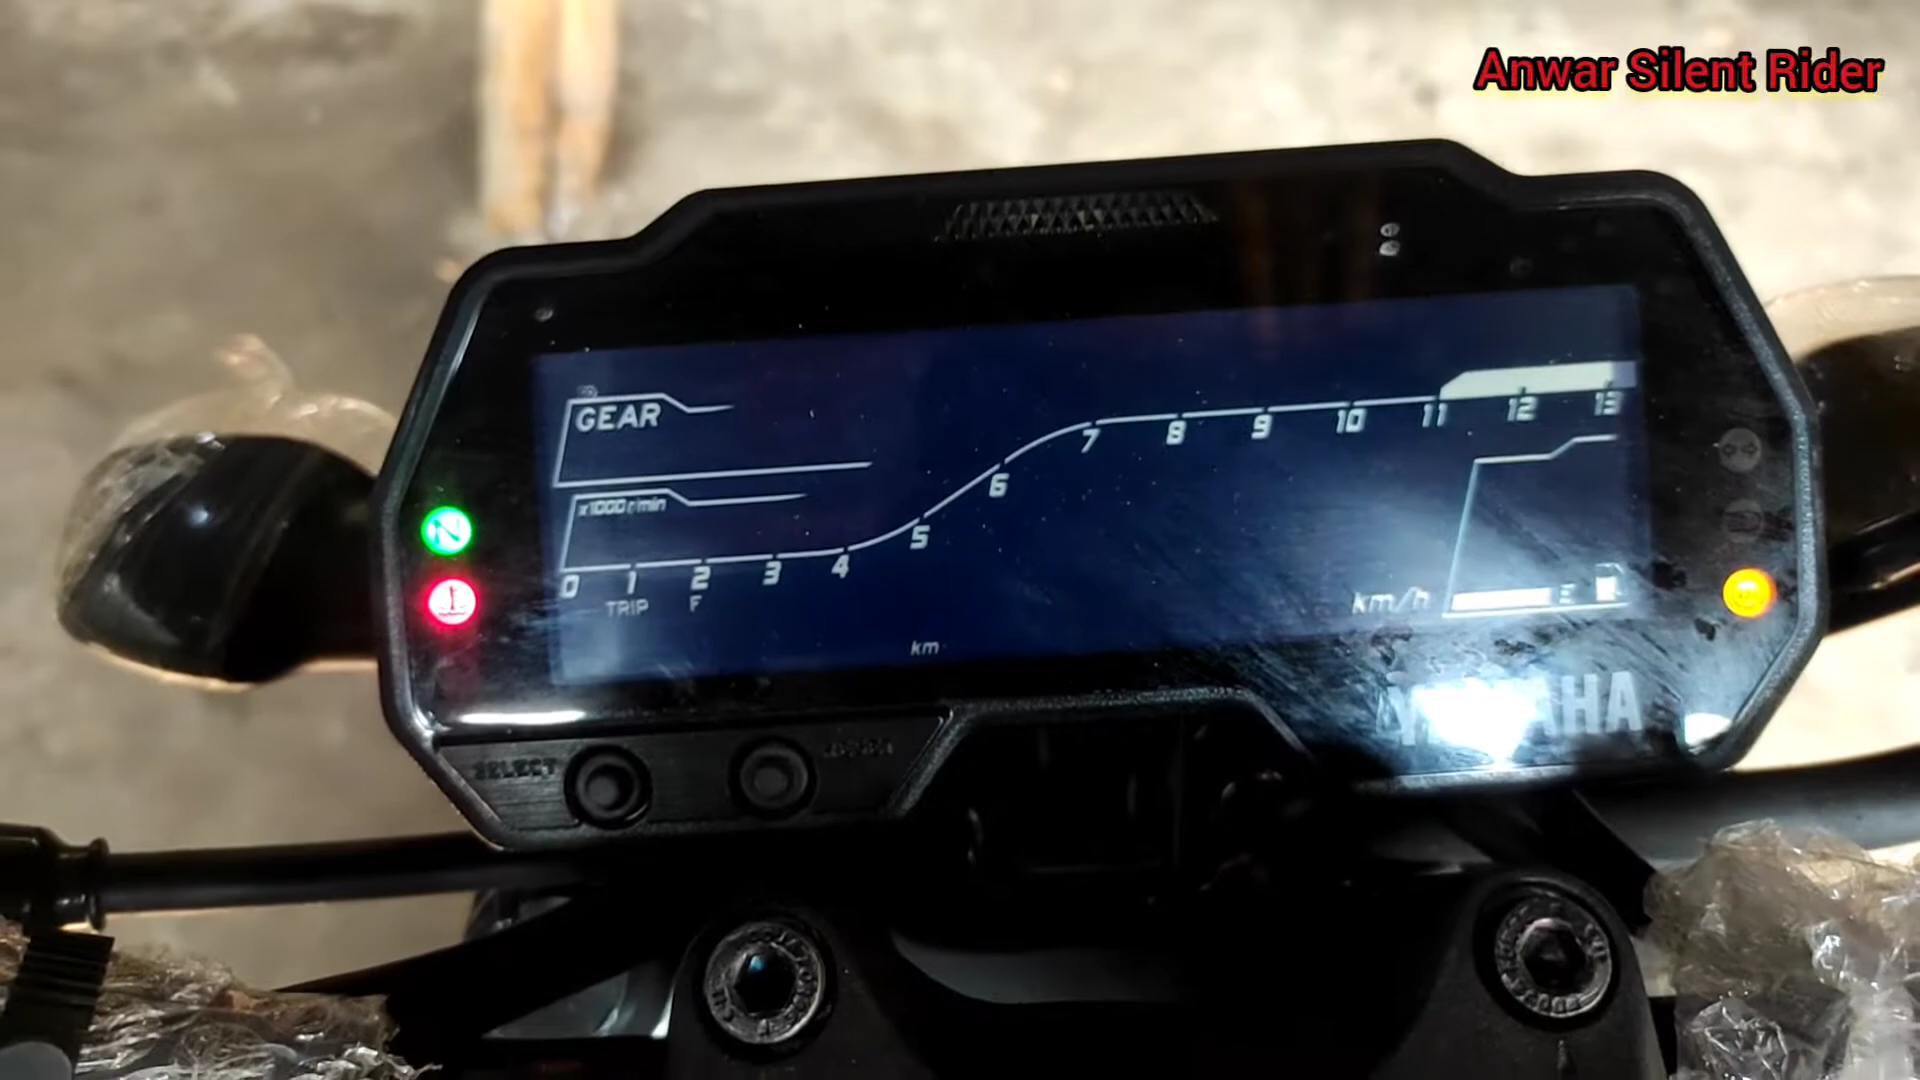 Anwar Silent Rider
GEAR
x1000 r/min
0 1 2 3 4 5 6 7 8 9 10 11 12 13
TRIP F
km/h E
km
N
YAMAHA
SELECT